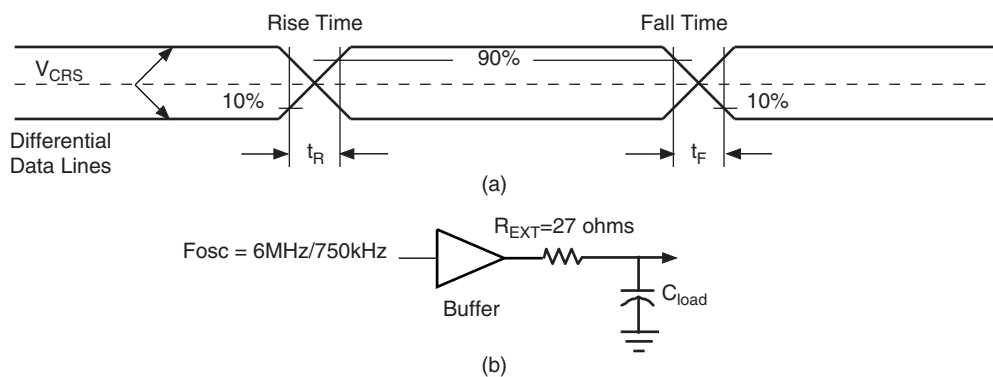 Rise Time
Fall Time
V_CRS
90%
10%
10%
Differential
Data Lines
t_R
t_F
(a)
R_EXT=27 ohms
Fosc = 6MHz/750kHz
C_load
Buffer
(b)